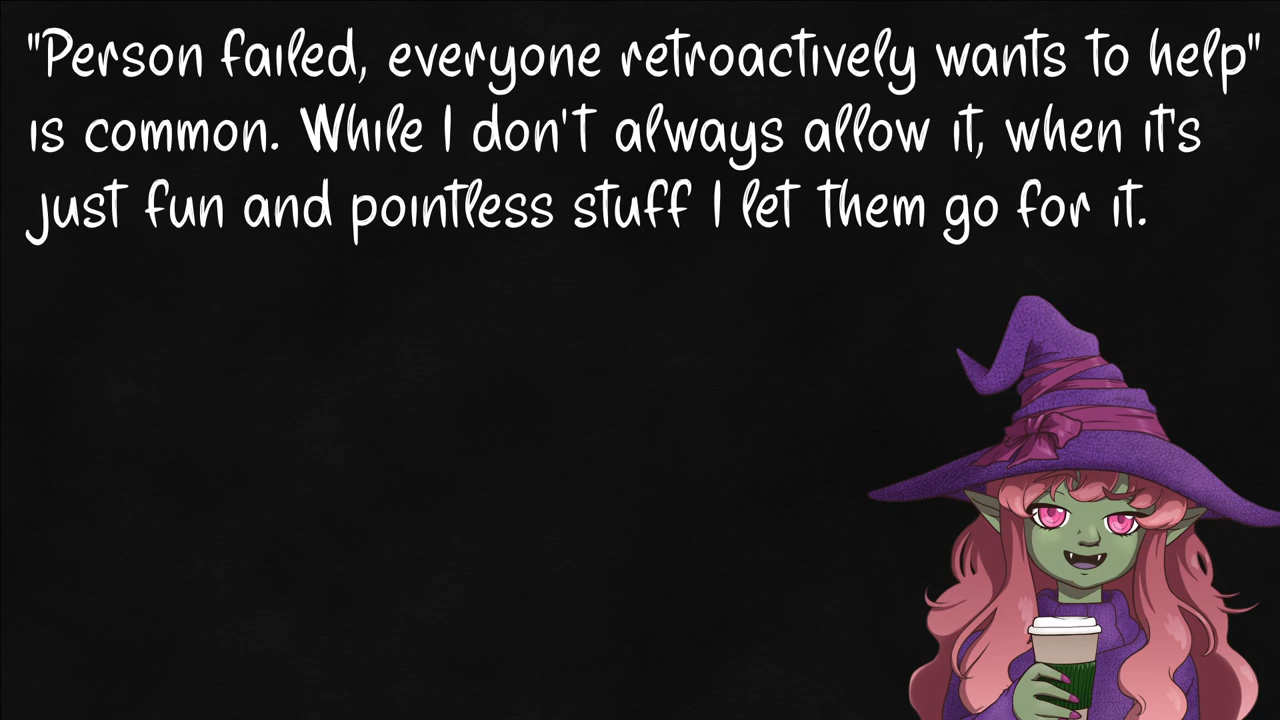 "Person failed, everyone retroactively wants to help"
is common. While I don't always allow it, when it's
just fun and pointless stuff I let them go for it.